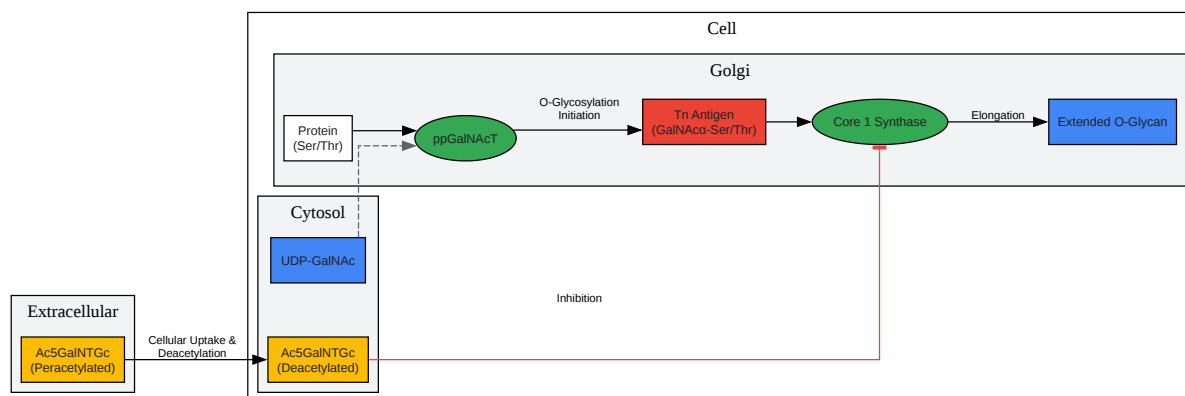 Cell
Golgi
Protein
(Ser/Thr)
ppGalNAcT
O-Glycosylation
Initiation
Tn Antigen
(GalNAcα-Ser/Thr)
Core 1 Synthase
Elongation
Extended O-Glycan
Cytosol
UDP-GalNAc
Inhibition
Extracellular
Ac5GalNTGc
(Peracetylated)
Cellular Uptake &
Deacetylation
Ac5GalNTGc
(Deacetylated)